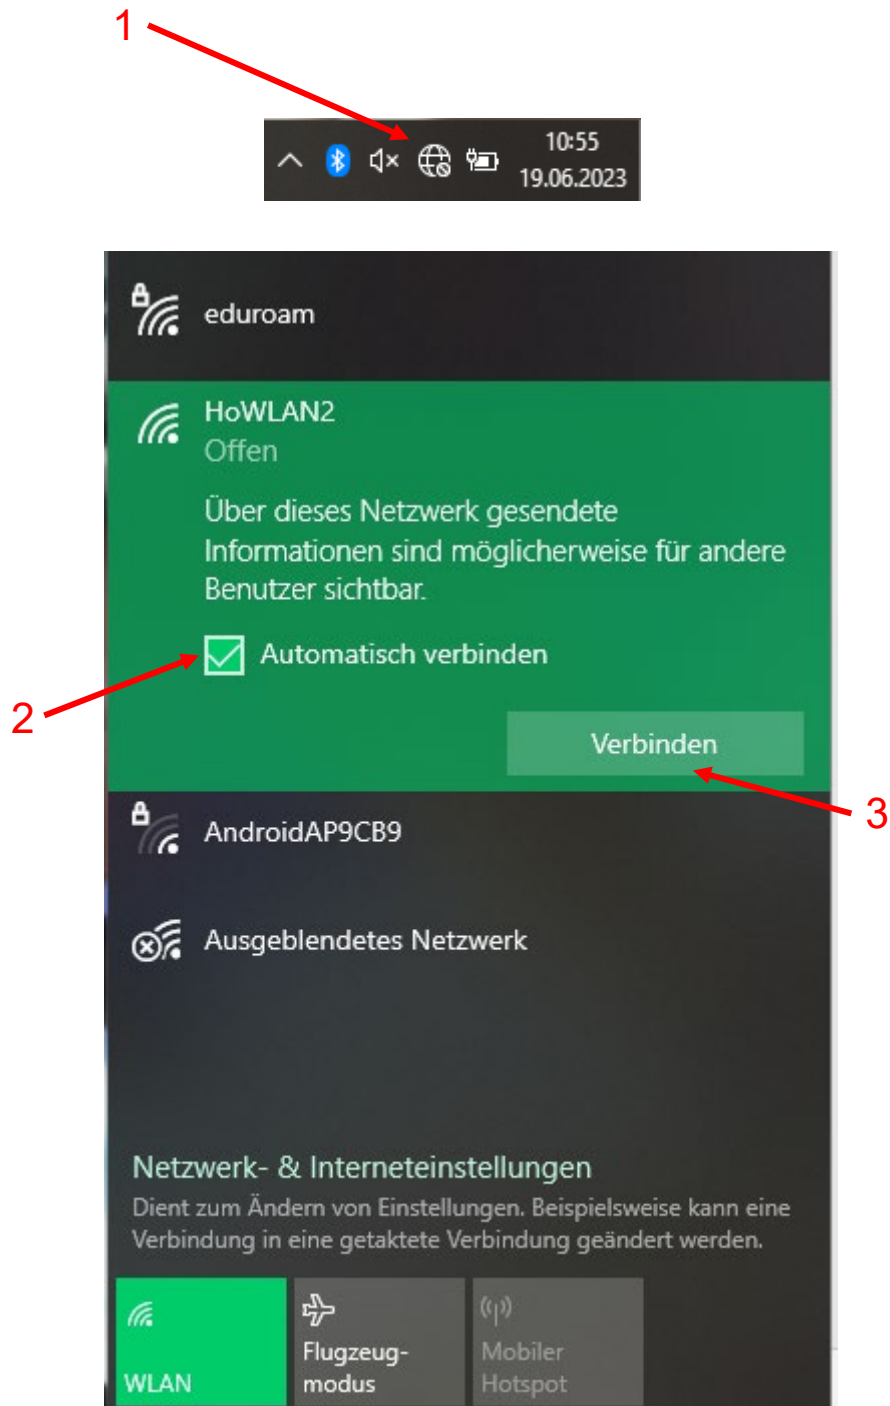 1
10:55
19.06.2023
eduroam
HoWLAN2
Offen
Über dieses Netzwerk gesendete
Informationen sind möglicherweise für andere
Benutzer sichtbar.
Automatisch verbinden
2
Verbinden
3
AndroidAP9CB9
Ausgeblendetes Netzwerk
Netzwerk- & Interneteinstellungen
Dient zum Ändern von Einstellungen. Beispielsweise kann eine
Verbindung in eine getaktete Verbindung geändert werden.
WLAN
Flugzeug-
modus
Mobiler
Hotspot